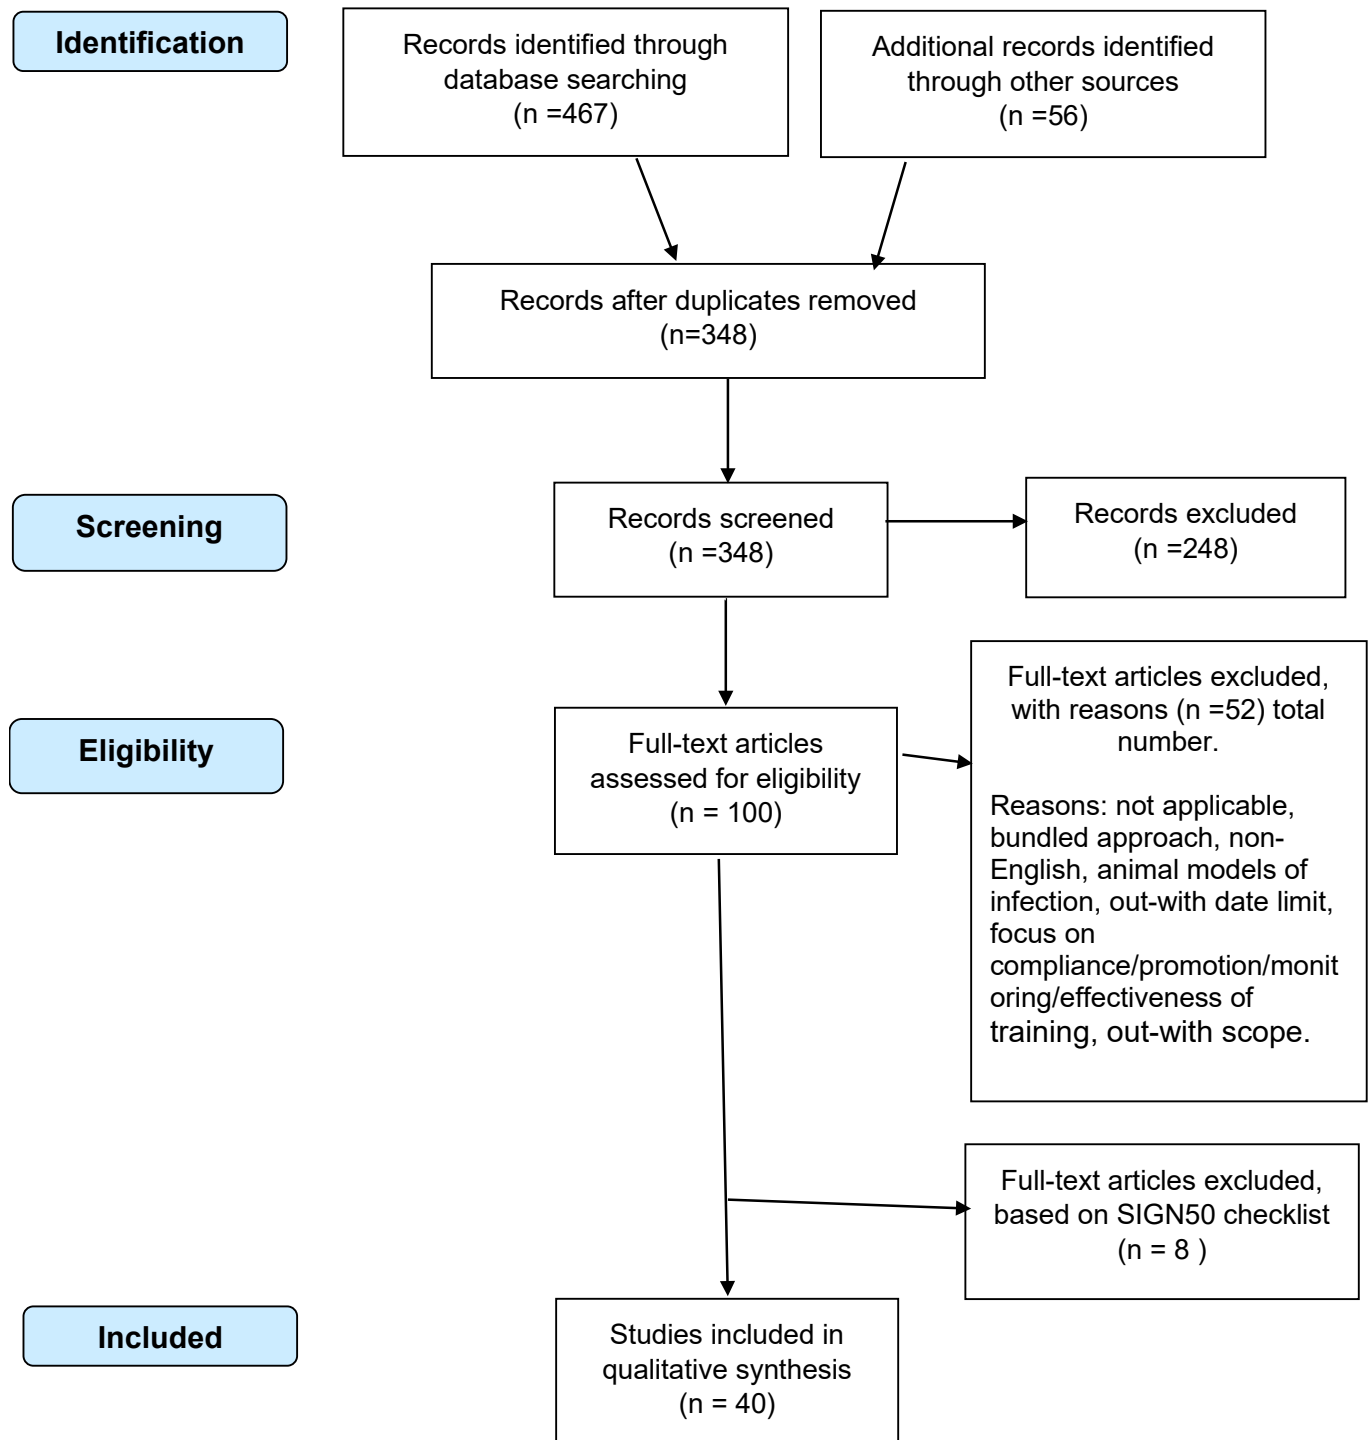 Identification
Records identified through
database searching
(n =467)
Additional records identified
through other sources
(n =56)
Records after duplicates removed
(n=348)
Screening
Records screened
(n =348)
Records excluded
(n =248)
Eligibility
Full-text articles
assessed for eligibility
(n = 100)
Full-text articles excluded,
with reasons (n =52) total
number.
Reasons: not applicable,
bundled approach, non-
English, animal models of
infection, out-with date limit,
focus on
compliance/promotion/monit
oring/effectiveness of
training, out-with scope.
Full-text articles excluded,
based on SIGN50 checklist
(n = 8 )
Included
Studies included in
qualitative synthesis
(n = 40)